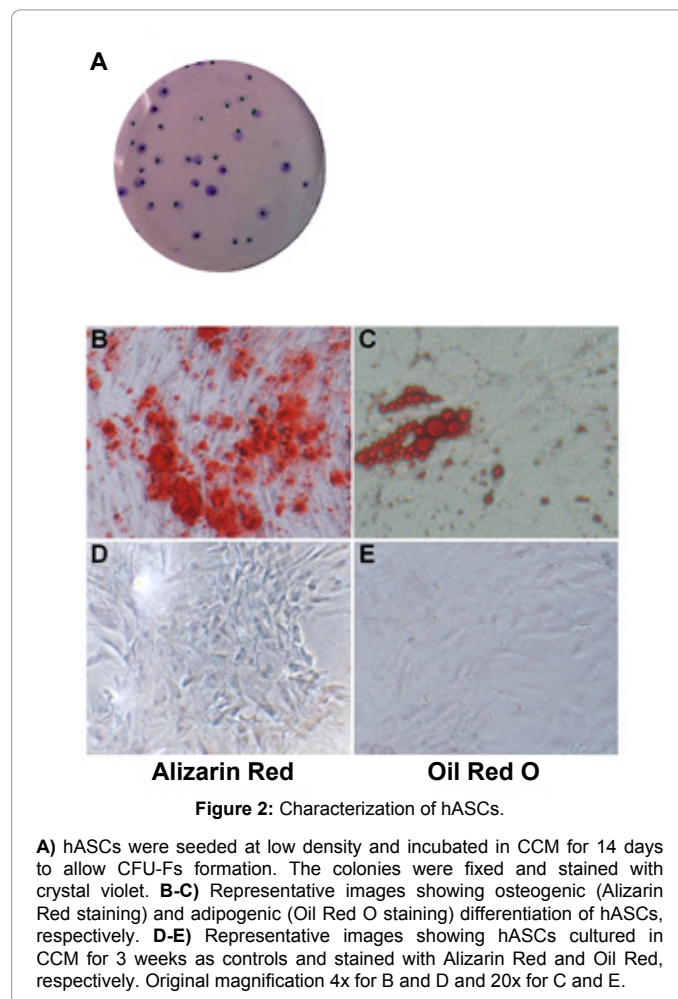 A
B
C
D
E
Alizarin Red
Oil Red O
Figure 2: Characterization of hASCs.
A) hASCs were seeded at low density and incubated in CCM for 14 days
to allow CFU-Fs formation. The colonies were fixed and stained with
crystal violet. B-C) Representative images showing osteogenic (Alizarin
Red staining) and adipogenic (Oil Red O staining) differentiation of hASCs,
respectively. D-E) Representative images showing hASCs cultured in
CCM for 3 weeks as controls and stained with Alizarin Red and Oil Red,
respectively. Original magnification 4x for B and D and 20x for C and E.